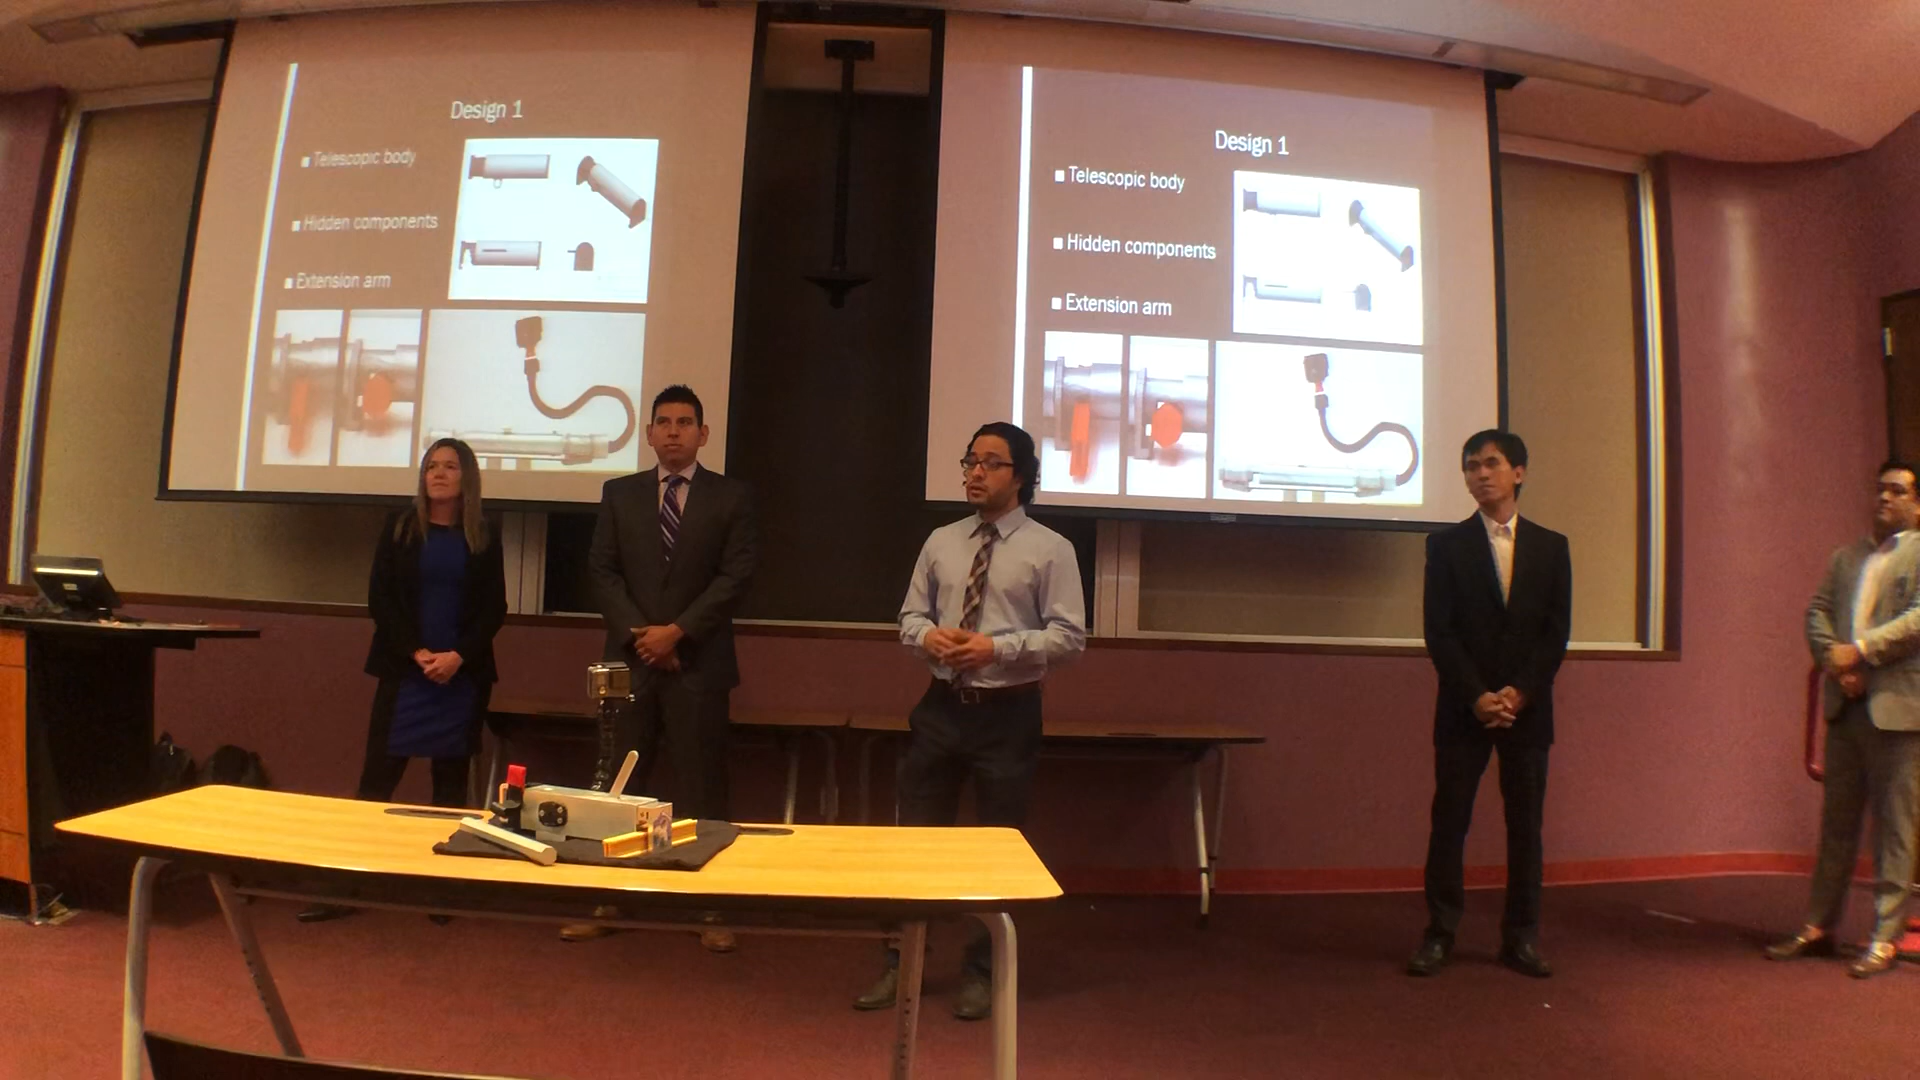 Design 1
Telescopic body
Hidden components
Extension arm
Design 1
Telescopic body
Hidden components
Extension arm